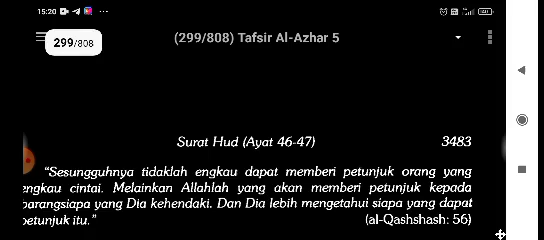 15:20
299/808
(299/808) Tafsir Al-Azhar 5
Surat Hud (Ayat 46-47) 3483
"Sesungguhnya tidaklah engkau dapat memberi petunjuk orang yang
engkau cintai. Melainkan Allahlah yang akan memberi petunjuk kepada
barangsiapa yang Dia kehendaki. Dan Dia lebih mengetahui siapa yang dapat
petunjuk itu." (al-Qashshash: 56)